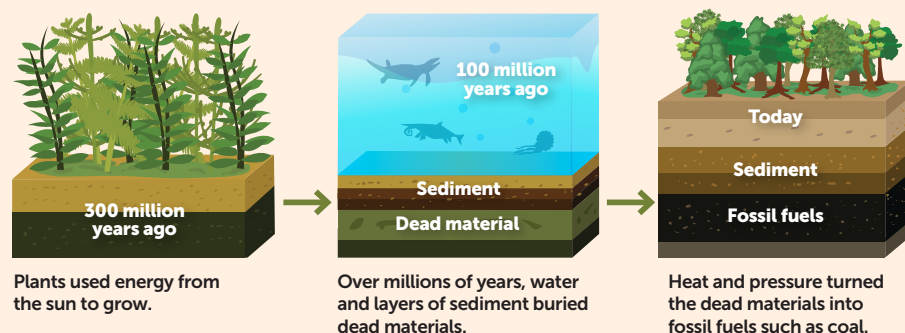 300 million
years ago
Plants used energy from
the sun to grow.
100 million
years ago
Sediment
Dead material
Over millions of years, water
and layers of sediment buried
dead materials.
Today
Sediment
Fossil fuels
Heat and pressure turned
the dead materials into
fossil fuels such as coal.